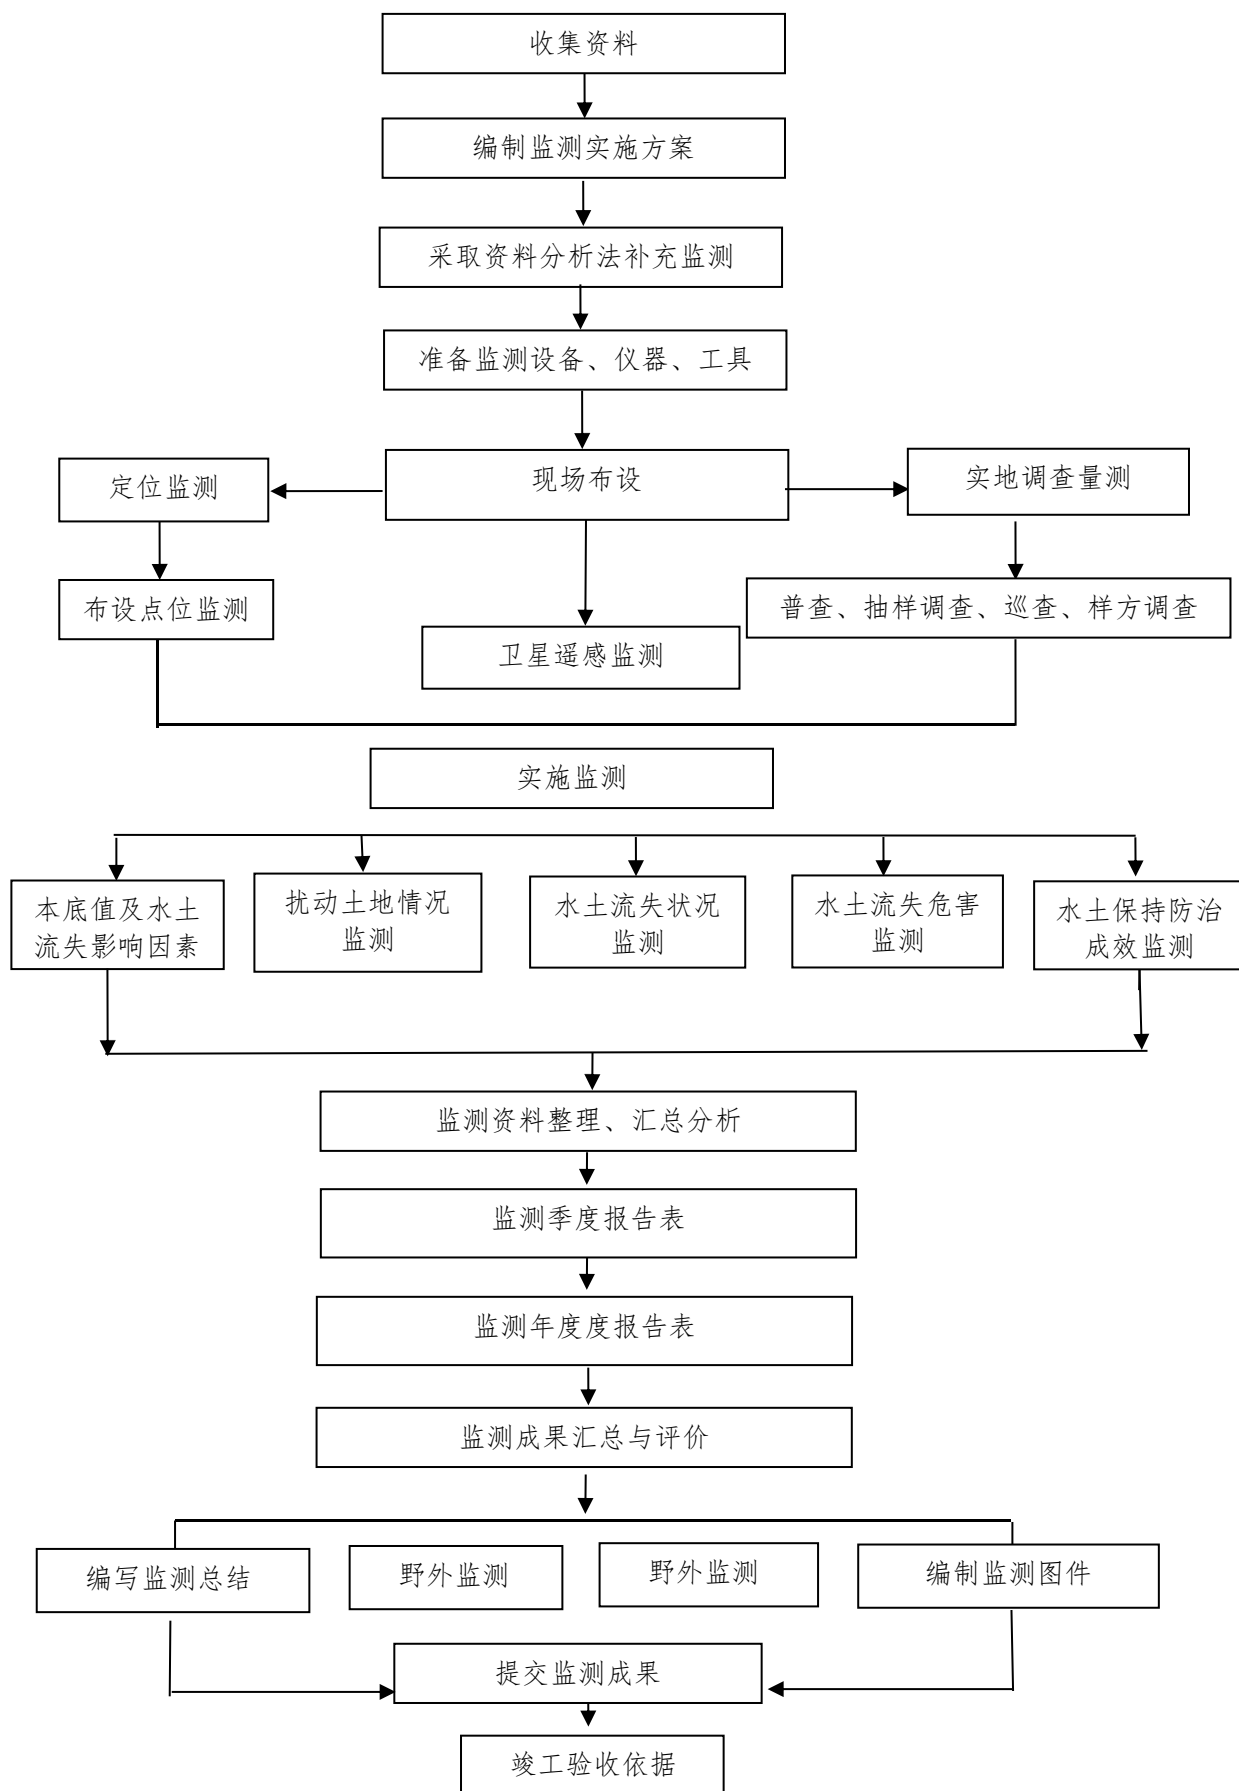 收集资料
编制监测实施方案
采取资料分析法补充监测
准备监测设备、仪器、工具
定位监测
现场布设
实地调查量测
布设点位监测
卫星遥感监测
普查、抽样调查、巡查、样方调查
实施监测
本底值及水土
流失影响因素
扰动土地情况
监测
水土流失状况
监测
水土流失危害
监测
水土保持防治
成效监测
监测资料整理、汇总分析
监测季度报告表
监测年度度报告表
监测成果汇总与评价
编写监测总结
野外监测
野外监测
编制监测图件
提交监测成果
竣工验收依据